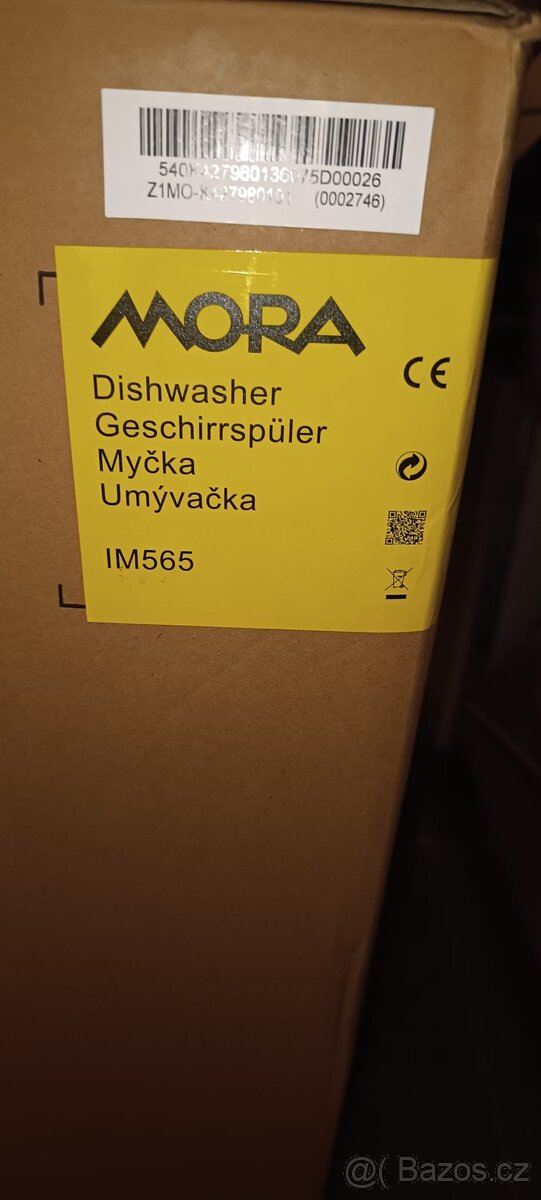 (0002746)
MORA
CE
Dishwasher
Geschirrspüler
Myčka
Umývačka
IM565
@( Bazos.cz